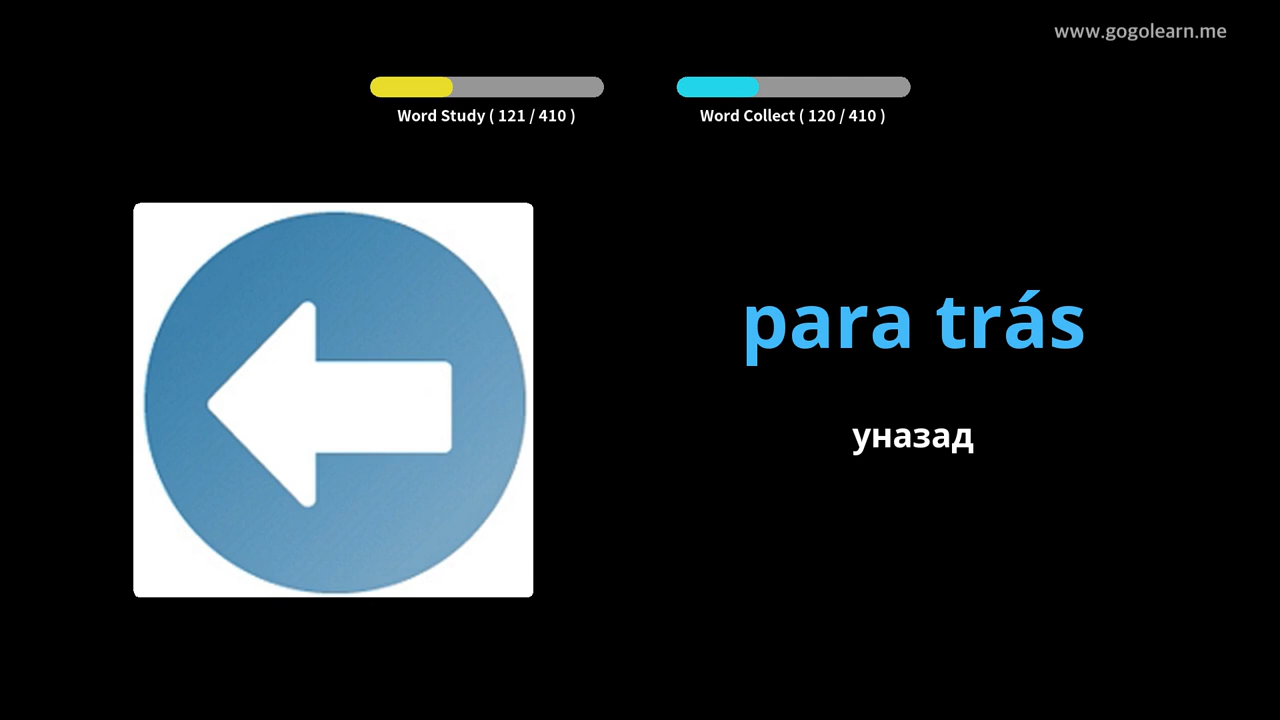 www.gogolearn.me
Word Study ( 121 / 410 )
Word Collect ( 120 / 410 )
para trás
уназад